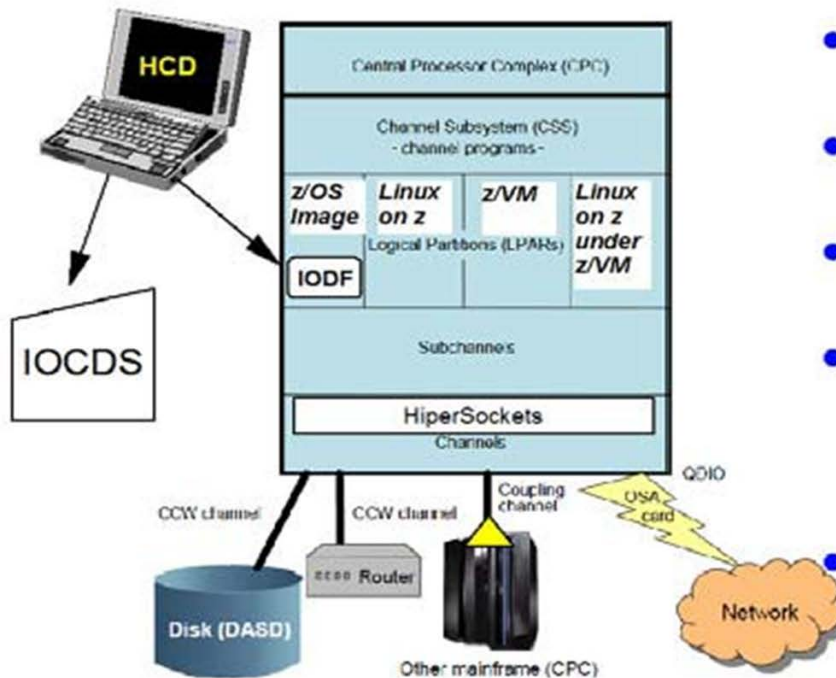 HCD
Central Processor Complex (CPC)
Channel Subsystem (CSS)
- channel programs -
z/OS
Image
Linux
on z
z/VM
Linux
on z
under
z/VM
Logical Partitions (LPARs)
IODF
IOCDS
Subchannels
HiperSockets
Channels
QDIO
CCW channel
CCW channel
Coupling
channel
OSA
card
Router
Disk (DASD)
Network
Other mainframe (CPC)